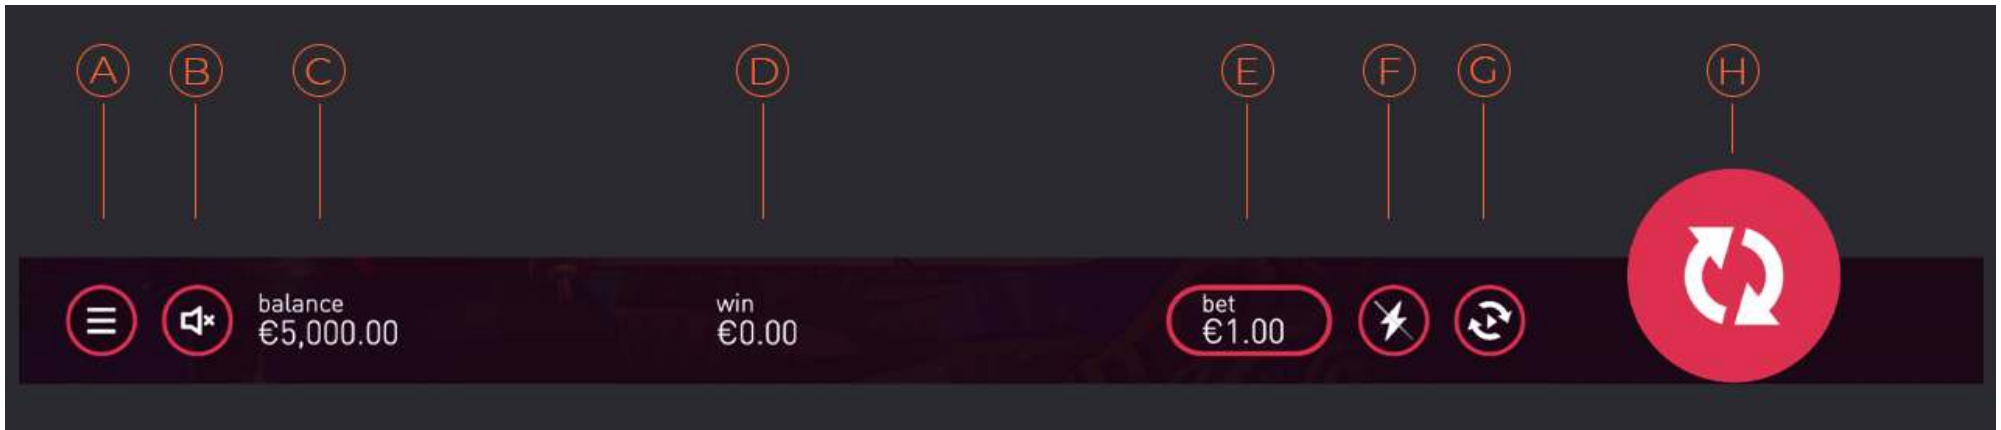 A B C D E F G H
balance
€5,000.00
win
€0.00
bet
€1.00